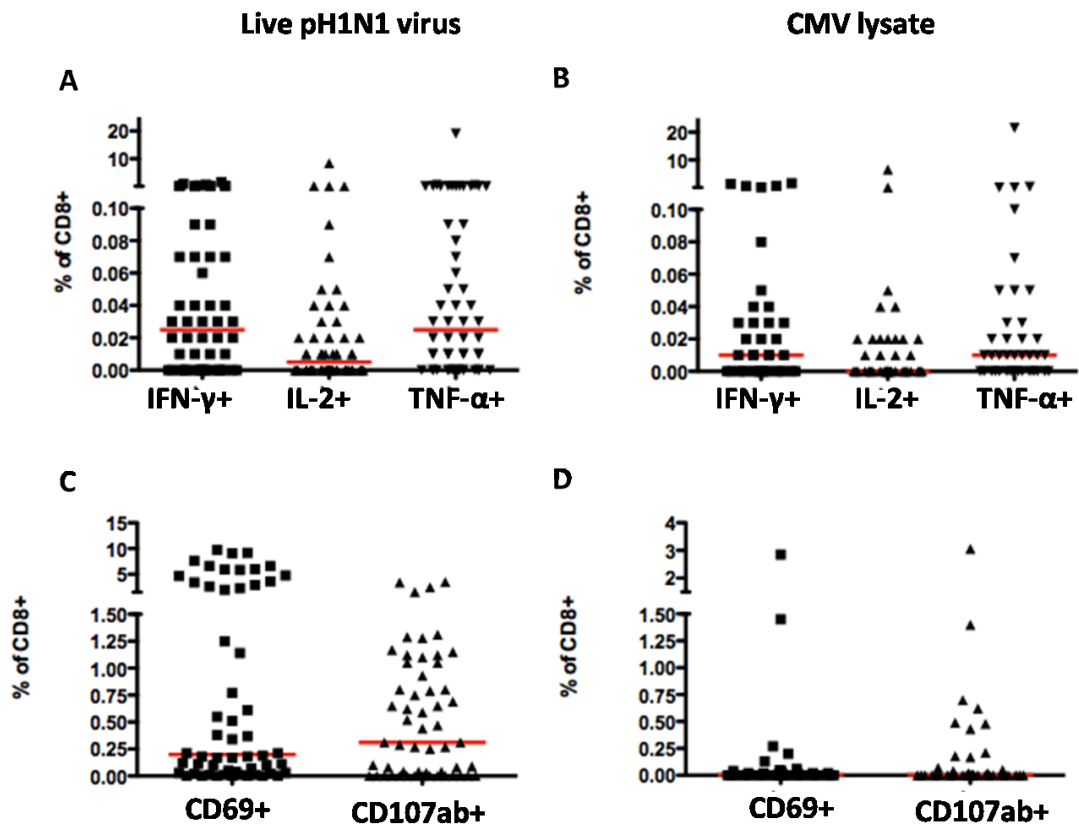 Live pH1N1 virus
CMV lysate
A
% of CD8+
20
10
0.10
0.08
0.06
0.04
0.02
0.00
IFN-γ+ IL-2+ TNF-α+
B
% of CD8+
20
10
0.10
0.08
0.06
0.04
0.02
0.00
IFN-γ+ IL-2+ TNF-α+
C
% of CD8+
15
10
5
1.50
1.25
1.00
0.75
0.50
0.25
0.00
CD69+ CD107ab+
D
% of CD8+
4
3
2
1.50
1.25
1.00
0.75
0.50
0.25
0.00
CD69+ CD107ab+